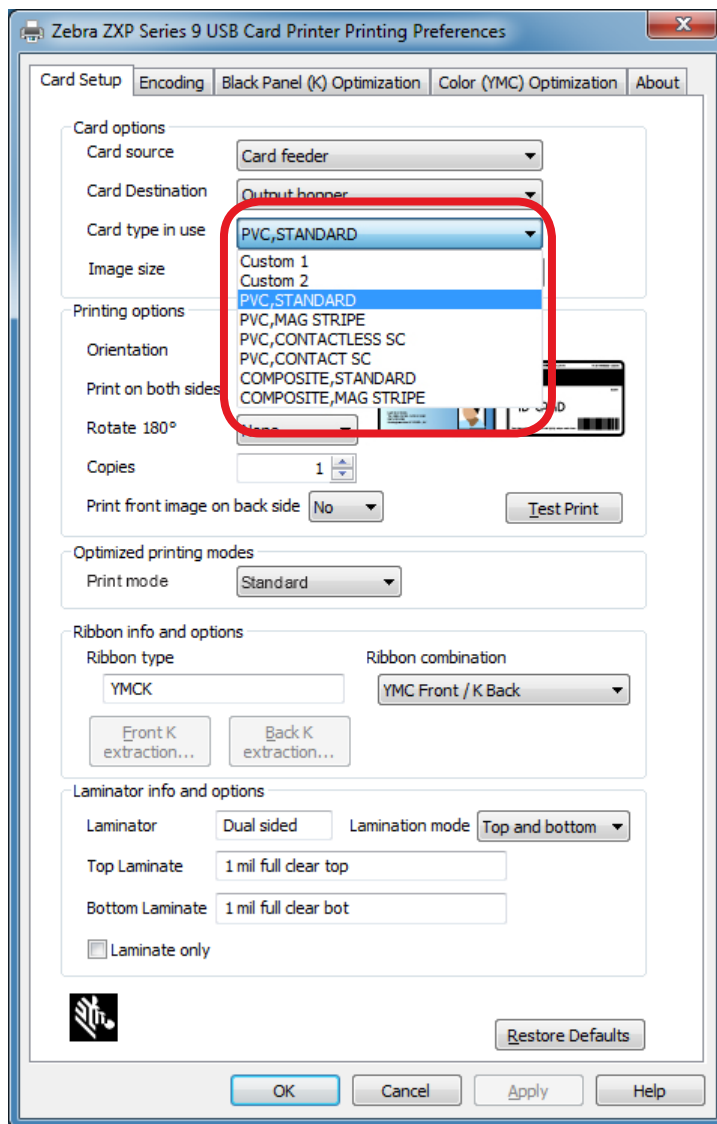 Zebra ZXP Series 9 USB Card Printer Printing Preferences
Card Setup Encoding Black Panel (K) Optimization Color (YMC) Optimization About
Card options
Card source Card feeder
Card Destination Output hopper
Card type in use PVC,STANDARD
Custom 1
Image size
Custom 2
PVC,STANDARD
Printing options
PVC,MAG STRIPE
PVC,CONTACTLESS SC
Orientation
PVC,CONTACT SC
COMPOSITE,STANDARD
Print on both sides
COMPOSITE,MAG STRIPE
ID CARD
Rotate 180° None
Copies 1
Print front image on back side No Test Print
Optimized printing modes
Print mode Standard
Ribbon info and options
Ribbon type Ribbon combination
YMCK YMC Front / K Back
Front K Back K
extraction... extraction...
Laminator info and options
Laminator Dual sided Lamination mode Top and bottom
Top Laminate 1 mil full clear top
Bottom Laminate 1 mil full clear bot
Laminate only
Restore Defaults
OK Cancel Apply Help